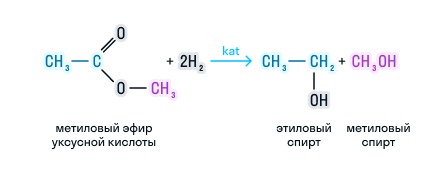 O
kat
CH₃ — C + 2H₂ → CH₃ — CH₂ + CH₃OH
O — CH₃
OH
метиловый эфир этиловый метиловый
уксусной кислоты спирт спирт